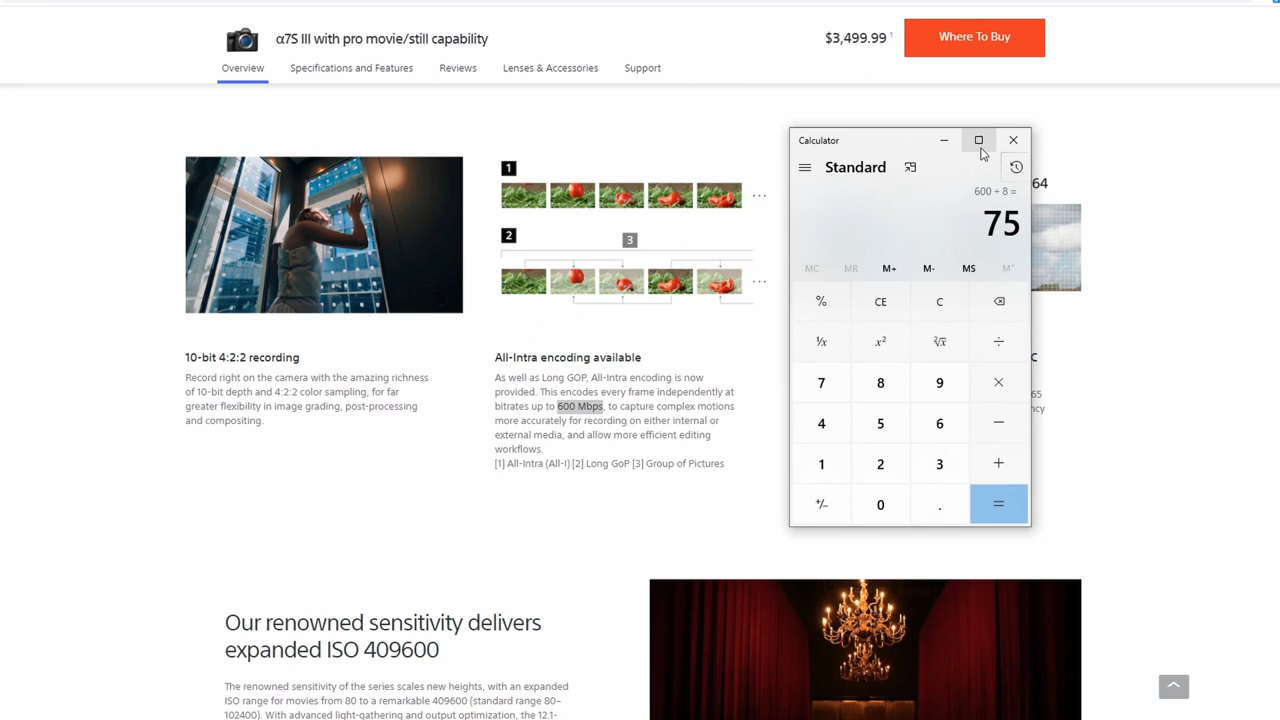 α7S III with pro movie/still capability
$3,499.99 1
Where To Buy
Overview
Specifications and Features
Reviews
Lenses & Accessories
Support
1
2
3
10-bit 4:2:2 recording
Record right on the camera with the amazing richness
of 10-bit depth and 4:2:2 color sampling, for far
greater flexibility in image grading, post-processing
and compositing.
All-Intra encoding available
As well as Long GOP, All-Intra encoding is now
provided. This encodes every frame independently at
bitrates up to 600 Mbps, to capture complex motions
more accurately for recording on either internal or
external media, and allow more efficient editing
workflows.
[1] All-Intra (All-I) [2] Long GoP [3] Group of Pictures
64
C
65
ncy
Calculator
Standard
600 ÷ 8 =
75
MC MR M+ M- MS M˅
% CE C ⌫
¹/x x² ²√x ÷
7 8 9 ×
4 5 6 −
1 2 3 +
+/− 0 . =
Our renowned sensitivity delivers
expanded ISO 409600
The renowned sensitivity of the series scales new heights, with an expanded
ISO range for movies from 80 to a remarkable 409600 (standard range 80–
102400). With advanced light-gathering and output optimization, the 12.1-